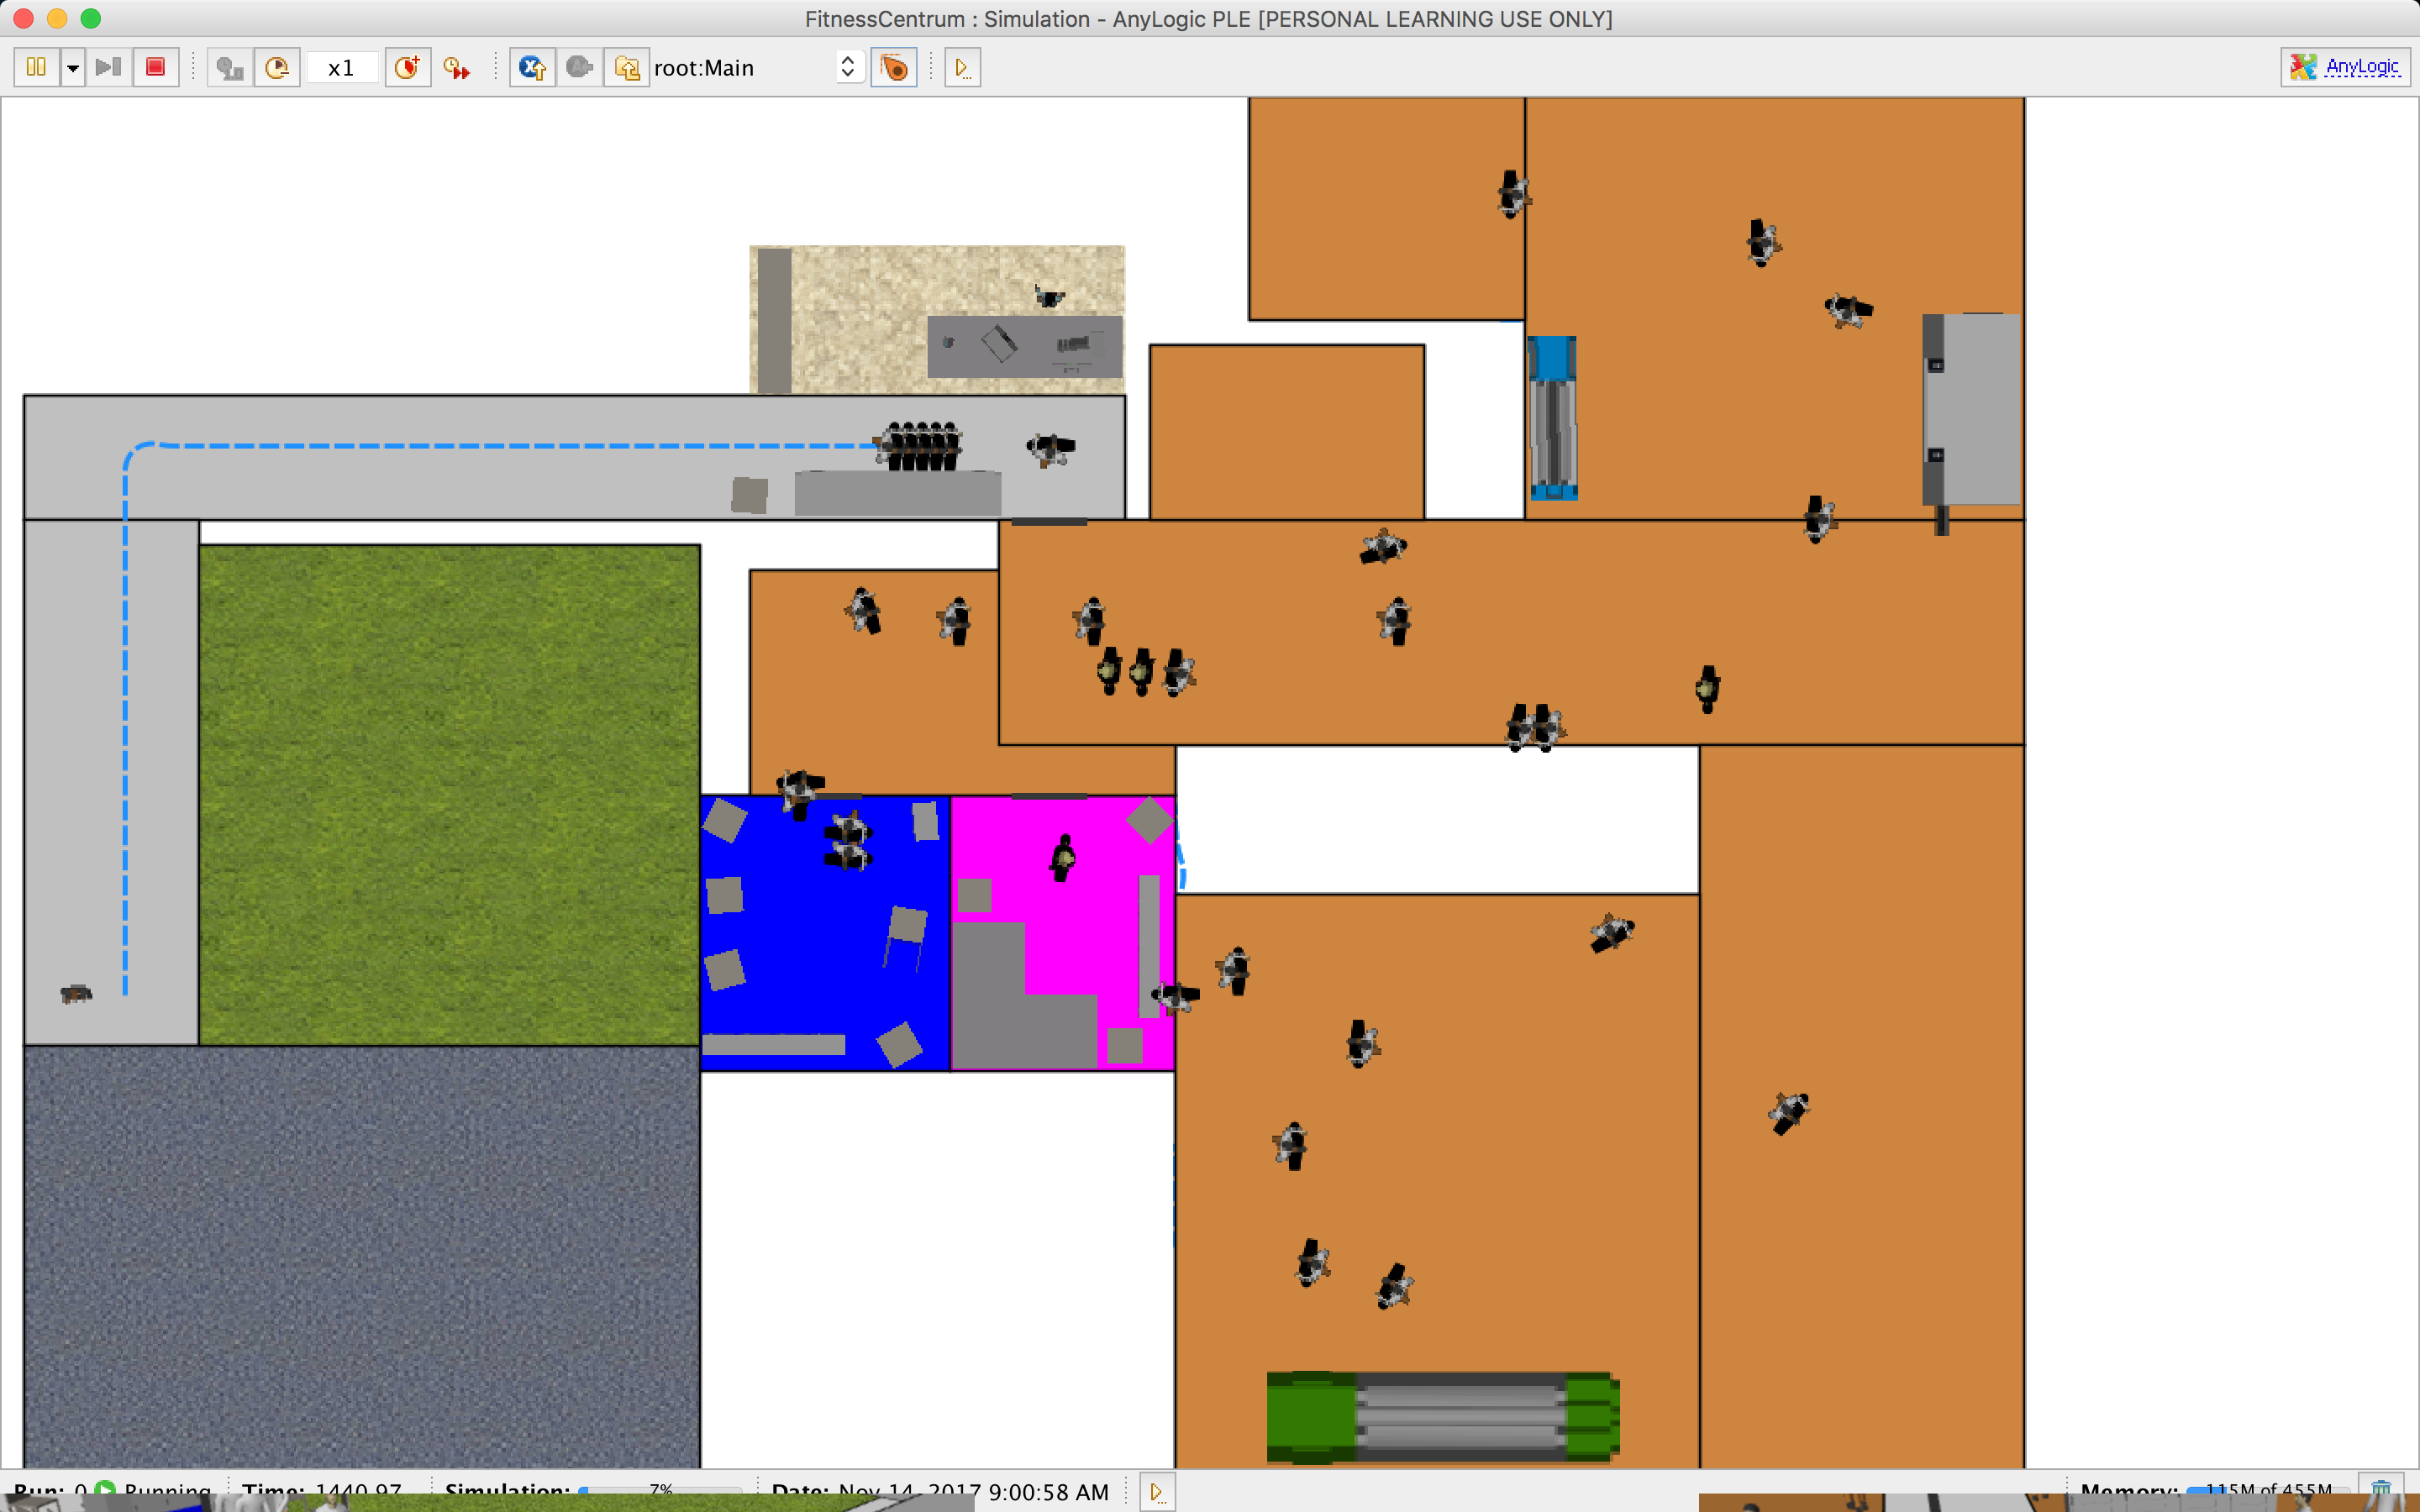 FitnessCentrum : Simulation - AnyLogic PLE [PERSONAL LEARNING USE ONLY]
x1 root:Main AnyLogic
Run: 0 Running Time: 1440.97 Simulation: 7% Date: Nov 14, 2017 9:00:58 AM Memory: 115M of 455M